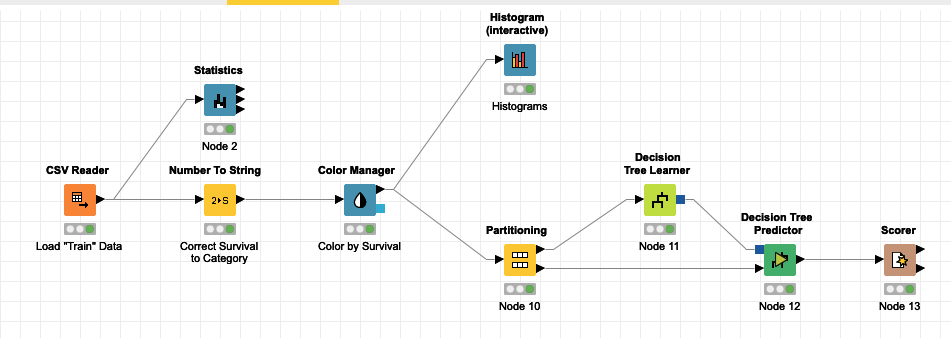 Histogram
(interactive)
Histograms
Statistics
Node 2
CSV Reader
Load "Train" Data
Number To String
2 S
Correct Survival
to Category
Color Manager
Color by Survival
Partitioning
Node 10
Decision
Tree Learner
Node 11
Decision Tree
Predictor
Node 12
Scorer
Node 13